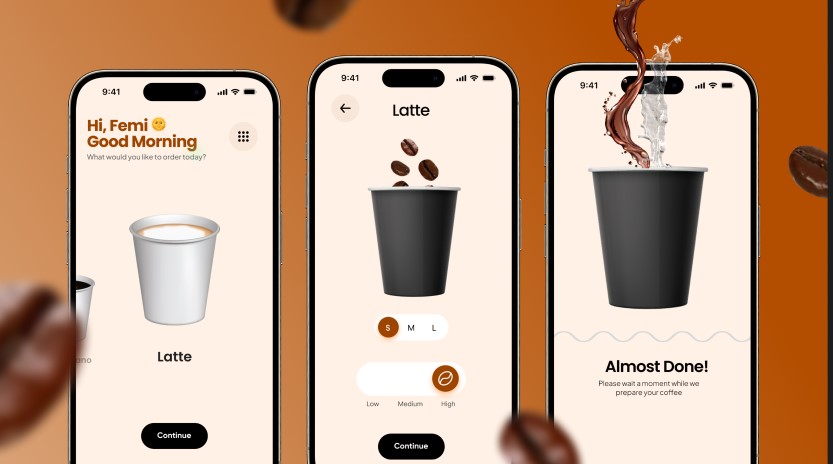 9:41
Hi, Femi
Good Morning
What would you like to order today?
ano
Latte
Continue
9:41
Latte
S M L
Low Medium High
Continue
9:41
Almost Done!
Please wait a moment while we
prepare your coffee